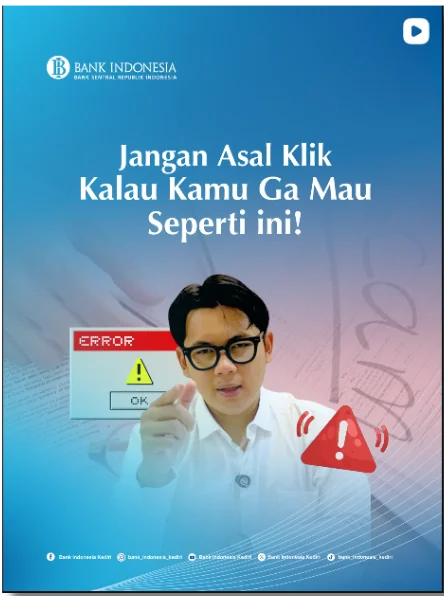 BANK INDONESIA
BANK SENTRAL REPUBLIK INDONESIA
Jangan Asal Klik
Kalau Kamu Ga Mau
Seperti ini!
ERROR
OK
Bank Indonesia Kediri bank_indonesia_kediri Bank Indonesia Kediri Bank Indonesia Kediri bank_indonesia_kediri